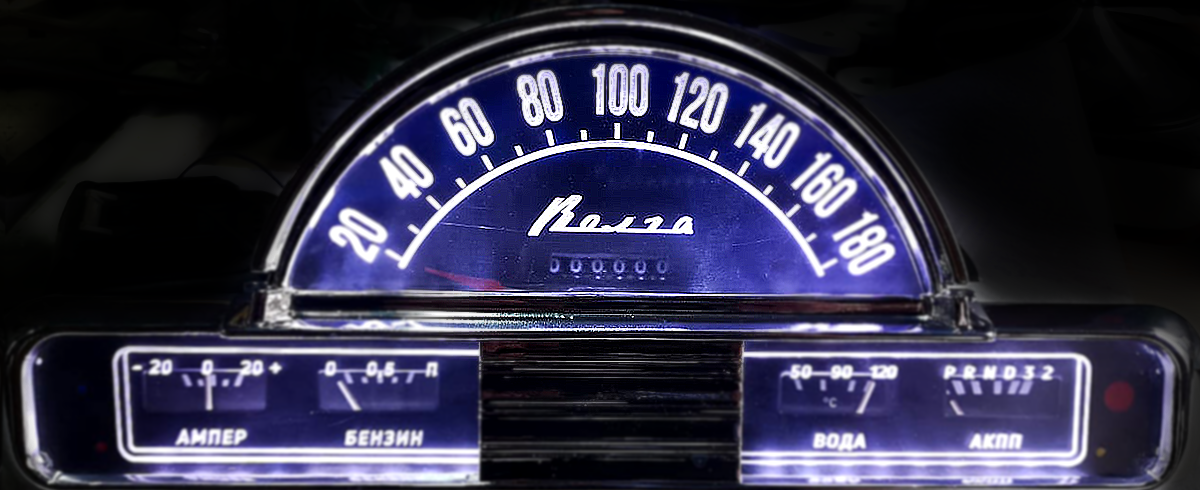 20 40 60 80 100 120 140 160 180
Волга
000000
- 20 0 20 +
0 0,5 П
50 90 120
P R N D 3 2
°C
АМПЕР
БЕНЗИН
ВОДА
АКПП